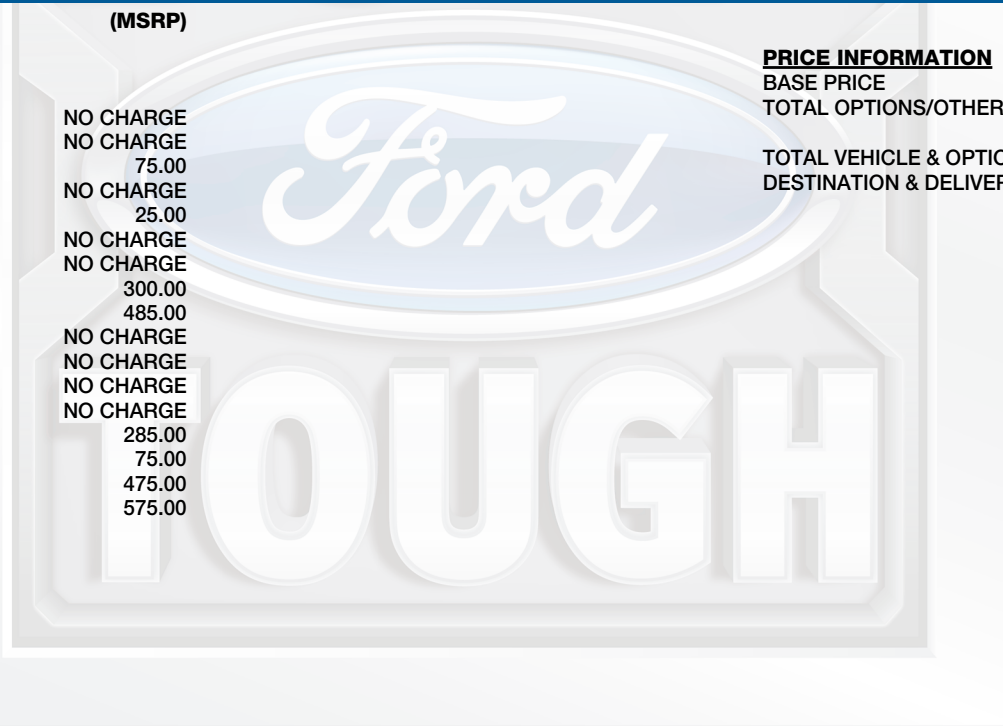 (MSRP)
NO CHARGE
NO CHARGE
75.00
NO CHARGE
25.00
NO CHARGE
NO CHARGE
300.00
485.00
NO CHARGE
NO CHARGE
NO CHARGE
NO CHARGE
285.00
75.00
475.00
575.00
PRICE INFORMATION
BASE PRICE
TOTAL OPTIONS/OTHER
TOTAL VEHICLE & OPTIO
DESTINATION & DELIVER
Ford
TOUGH